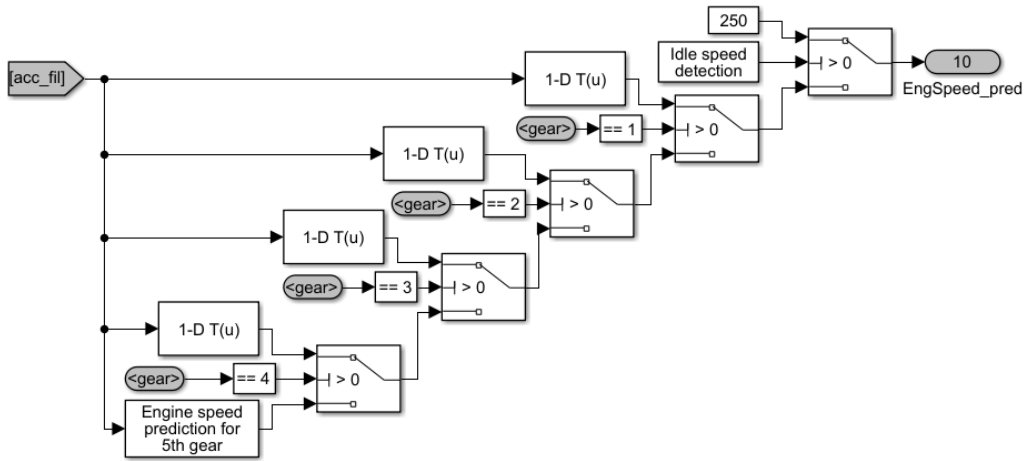 250
Idle speed
detection
> 0
10
EngSpeed_pred
[acc_fil]
1-D T(u)
<gear>
== 1
> 0
1-D T(u)
<gear>
== 2
> 0
1-D T(u)
<gear>
== 3
> 0
1-D T(u)
<gear>
== 4
> 0
Engine speed
prediction for
5th gear